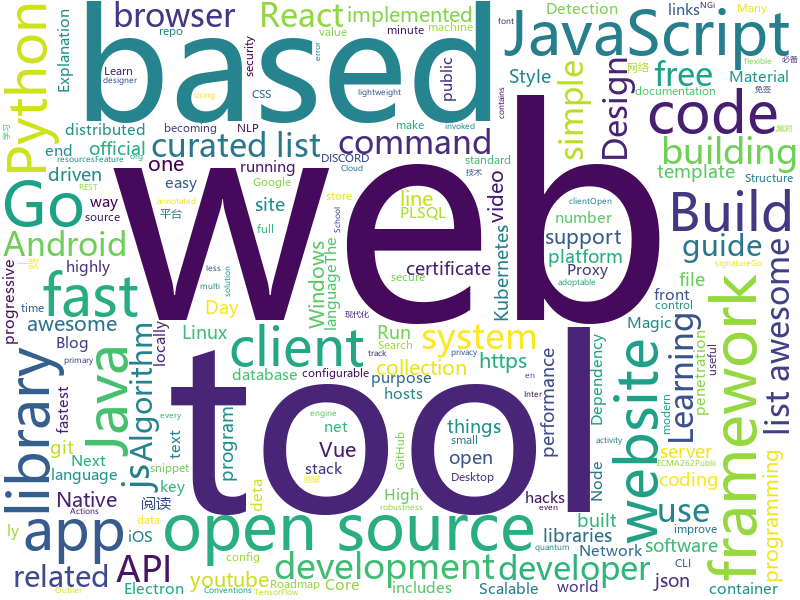 browser
React
implemented
Detection
links
NGi
Many
font
repo
value
minute
machine
JavaScript
based
Explanation
security
error
using
Python
Learn
designer
CSS
lightweight
public
simple
Style
网络
Material
必备
flexible
免签
documentation
free
code
学习
distributed
becoming
NLP
DISCORD
Cloud
make
invoked
contains
Design
漏洞
end
official
curated list
command
building
resourcesFeature
org
driven
one
running
Google
standard
clientOpen
技术
template
Structure
REST
annotated
store
Go
way
source
easy
site
平台
full
School
Windows
languageThe
line
PLSQL
video
Kubernetes
number
support
platform
Build
Android
highly
一款
web
certificate
Proxy
guide
signatureGo
adoptable
progressive
fast
multi
less
solution
secure
file
front
control
time
awesome
Day
Linux
client
现代化
system
Run
Search
configurable
Magic
penetration
useful
Blog
locally
database
collection
https
performance
Dependency
Learning
list awesome
framework
library
Java
js
Algorithm
git
text
purpose
hosts
privacy
en
Inter
track
primary
things
website
modern
fastest
program
net
Vue
stack
GitHub
small
open
Desktop
Node
server
ECMA262Publii
Next
language
tool
every
engine
High
key
snippet
阅读
coding
use
Native
app
ly
iOS
Actions
data
open source
deta
activity
built
libraries
software
improve
programming
related
API
youtube
development
developer
Network
CLI
json
includes
hacks
even
quantum
world
config
robustness
Electron
Conventions
Roadmap
TensorFlow
Core
Scalable
Outlier
container